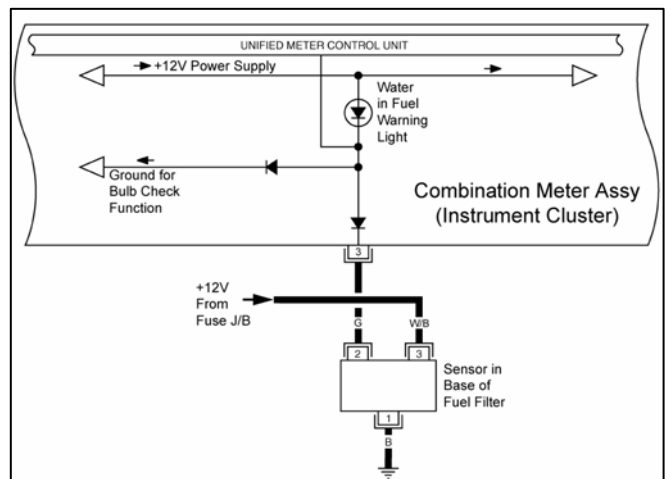 UNIFIED METER CONTROL UNIT
+12V Power Supply
Water
in Fuel
Warning
Light
Ground for
Bulb Check
Function
Combination Meter Assy
(Instrument Cluster)
3
+12V
From
Fuse J/B
G
W/B
2
3
Sensor in
Base of
Fuel Filter
1
B